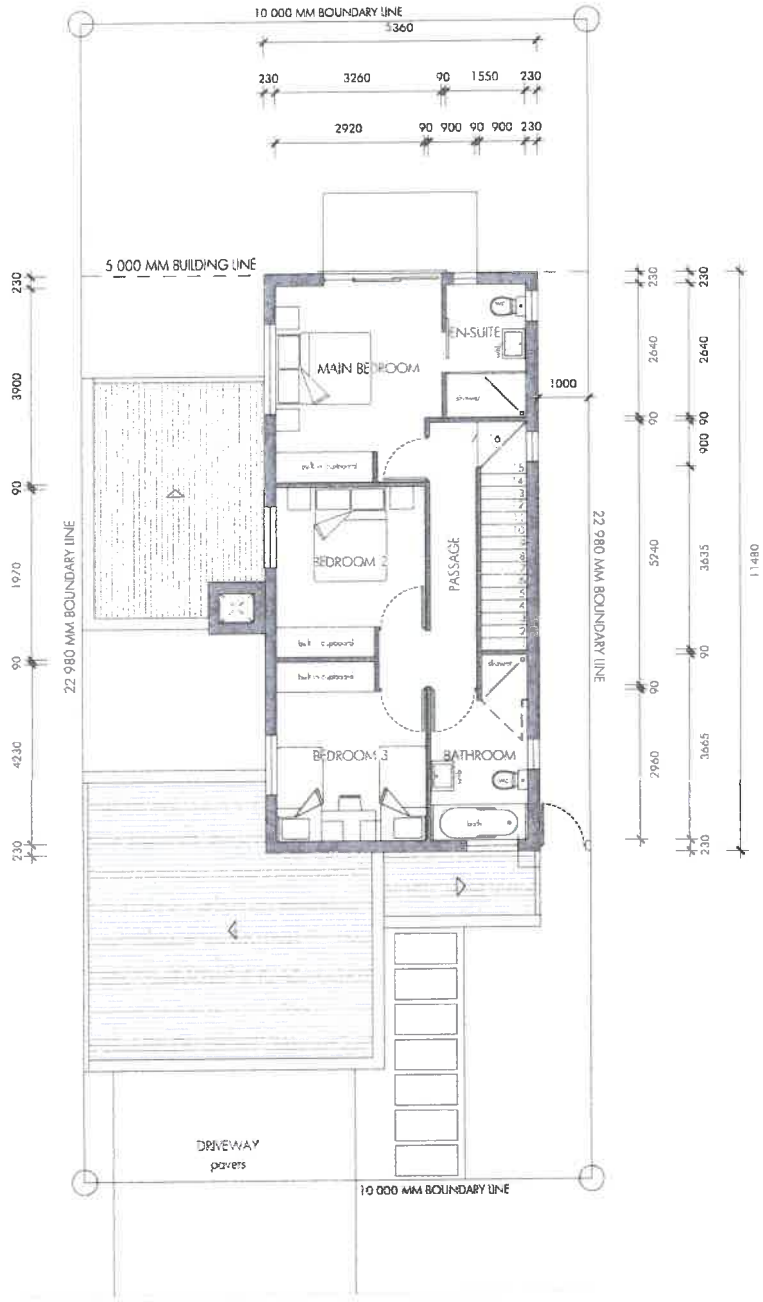 10 000 MM BOUNDARY LINE
5360
230 3260 90 1550 230
2920 90 900 90 900 230
5 000 MM BUILDING LINE
230
3900
90
1970
90
4230
230
22 980 MM BOUNDARY LINE
MAIN BEDROOM
EN-SUITE
WC
whb
shower
built-in cupboard
BEDROOM 2
PASSAGE
built-in cupboard
built-in cupboard
shower
BEDROOM 3
BATHROOM
whb
WC
bath
1000
22 980 MM BOUNDARY LINE
230
2640
90
5240
90
2960
230
2640
90
900
3635
90
3665
230
11480
DRIVEWAY
pavers
10 000 MM BOUNDARY LINE